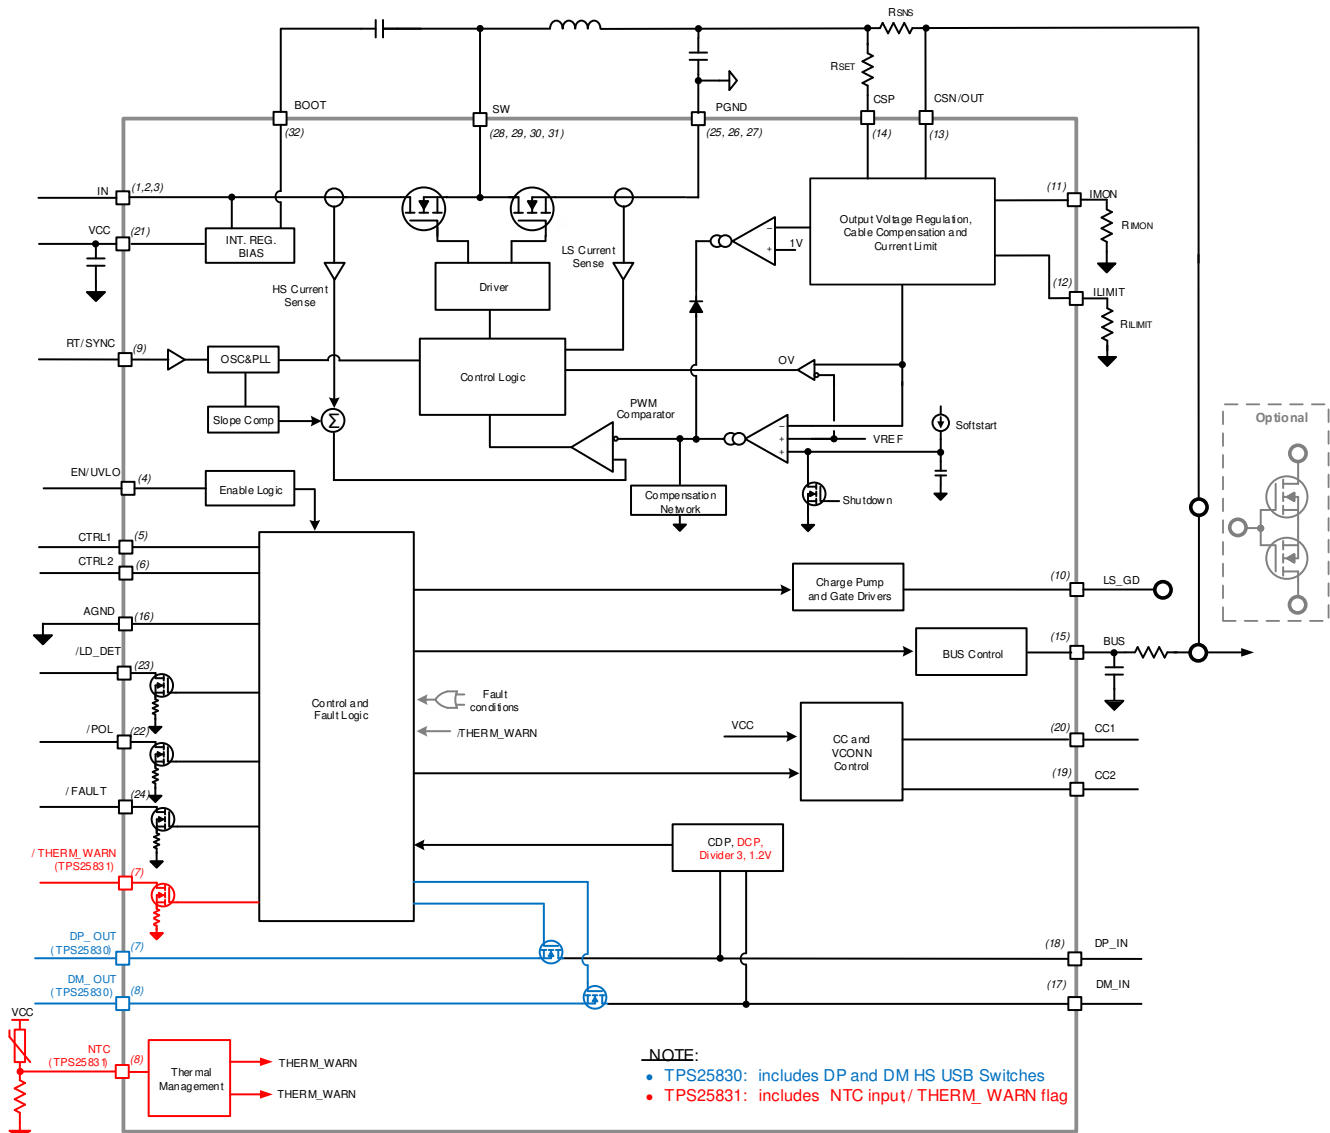 RSNS
RSET
BOOT
SW
PGND
CSP
CSN/OUT
(32)
(28, 29, 30, 31)
(25, 26, 27)
(14)
(13)
IN
(1,2,3)
(11)
IMON
RIMON
VCC
(21)
INT. REG.
BIAS
HS Current
Sense
LS Current
Sense
Driver
1V
Output Voltage Regulation,
Cable Compensation and
Current Limit
(12)
ILIMIT
RILIMIT
RT/SYNC
(9)
OSC&PLL
Slope Comp
Σ
Control Logic
OV
PWM
Comparator
VREF
Softstart
Optional
EN/UVLO
(4)
Enable Logic
Compensation
Network
Shutdown
CTRL1
(5)
CTRL2
(6)
AGND
(16)
Charge Pump
and Gate Drivers
(10)
LS_GD
/LD_DET
(23)
BUS Control
(15)
BUS
Control and
Fault Logic
Fault
conditions
/THERM_WARN
/POL
(22)
VCC
CC and
VCONN
Control
(20)
CC1
(19)
CC2
/FAULT
(24)
CDP, DCP,
Divider 3, 1.2V
/ THERM_WARN
(TPS25831)
(7)
DP_OUT
(TPS25830)
(7)
(18)
DP_IN
DM_OUT
(TPS25830)
(8)
(17)
DM_IN
VCC
NTC
(TPS25831)
(8)
Thermal
Management
THERM_WARN
THERM_WARN
NOTE:
• TPS25830: includes DP and DM HS USB Switches
• TPS25831: includes NTC input / THERM_WARN flag